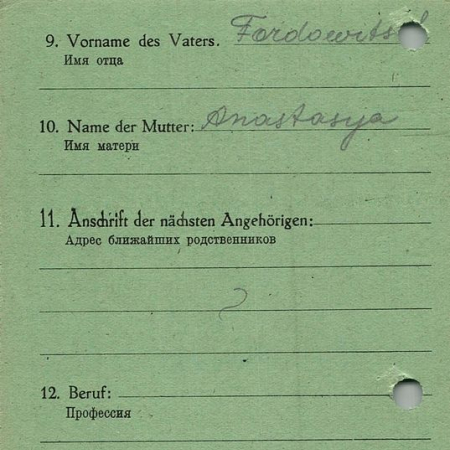 9. Vorname des Vaters.
Имя отца
10. Name der Mutter: Anastasja
Имя матери
11. Anschrift der nächsten Angehörigen:
Адрес ближайших родственников
12. Beruf:
Профессия